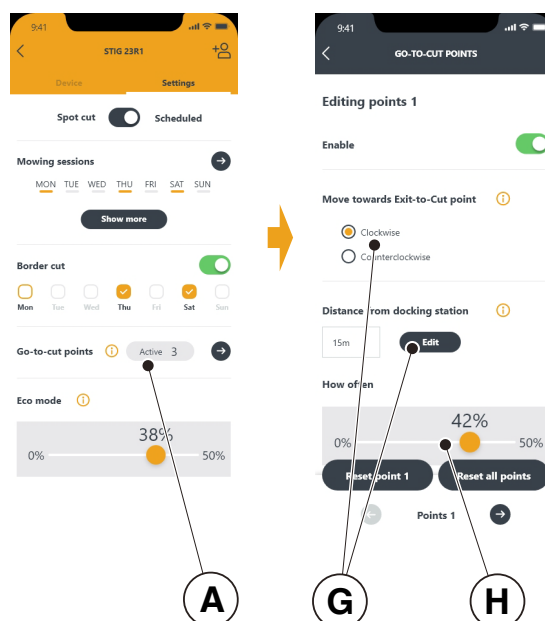 9:41
STIG 23R1
Device Settings
Spot cut Scheduled
Mowing sessions
MON TUE WED THU FRI SAT SUN
Show more
Border cut
Mon Tue Wed Thu Fri Sat Sun
Go-to-cut points Active 3
Eco mode
38%
0% 50%
A
9:41
GO-TO-CUT POINTS
Editing points 1
Enable
Move towards Exit-to-Cut point
Clockwise
Counterclockwise
Distance from docking station
15m Edit
How often
42%
0% 50%
Reset point 1 Reset all points
Points 1
G H